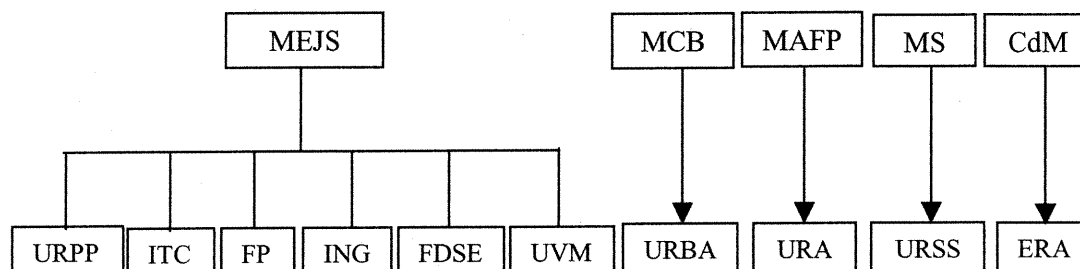 MEJS MCB MAFP MS CdM
URPP ITC FP ING FDSE UVM URBA URA URSS ERA